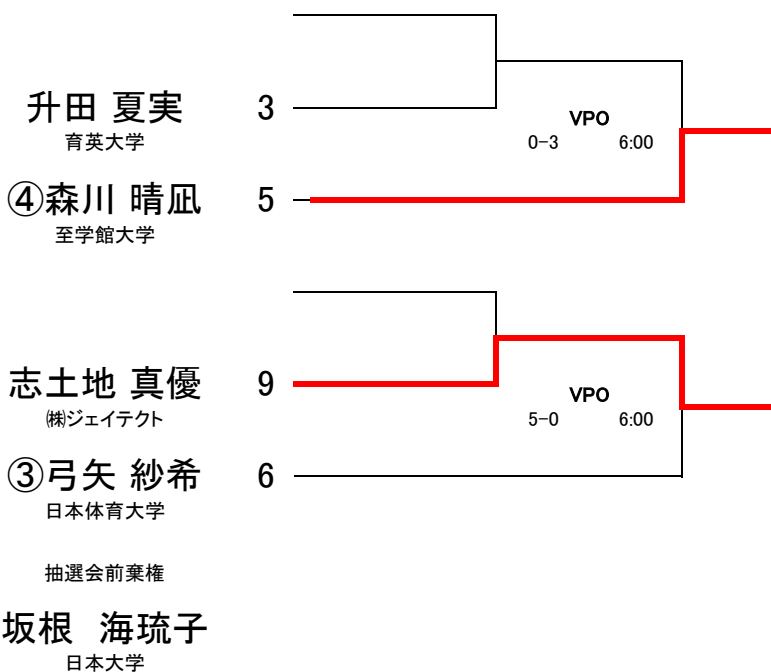 升田 夏実 3
育英大学
VPO
0-3 6:00
④森川 晴凪 5
至学館大学
志土地 真優 9
㈱ジェイテクト
VPO
5-0 6:00
③弓矢 紗希 6
日本体育大学
抽選会前棄権
坂根 海琉子
日本大学